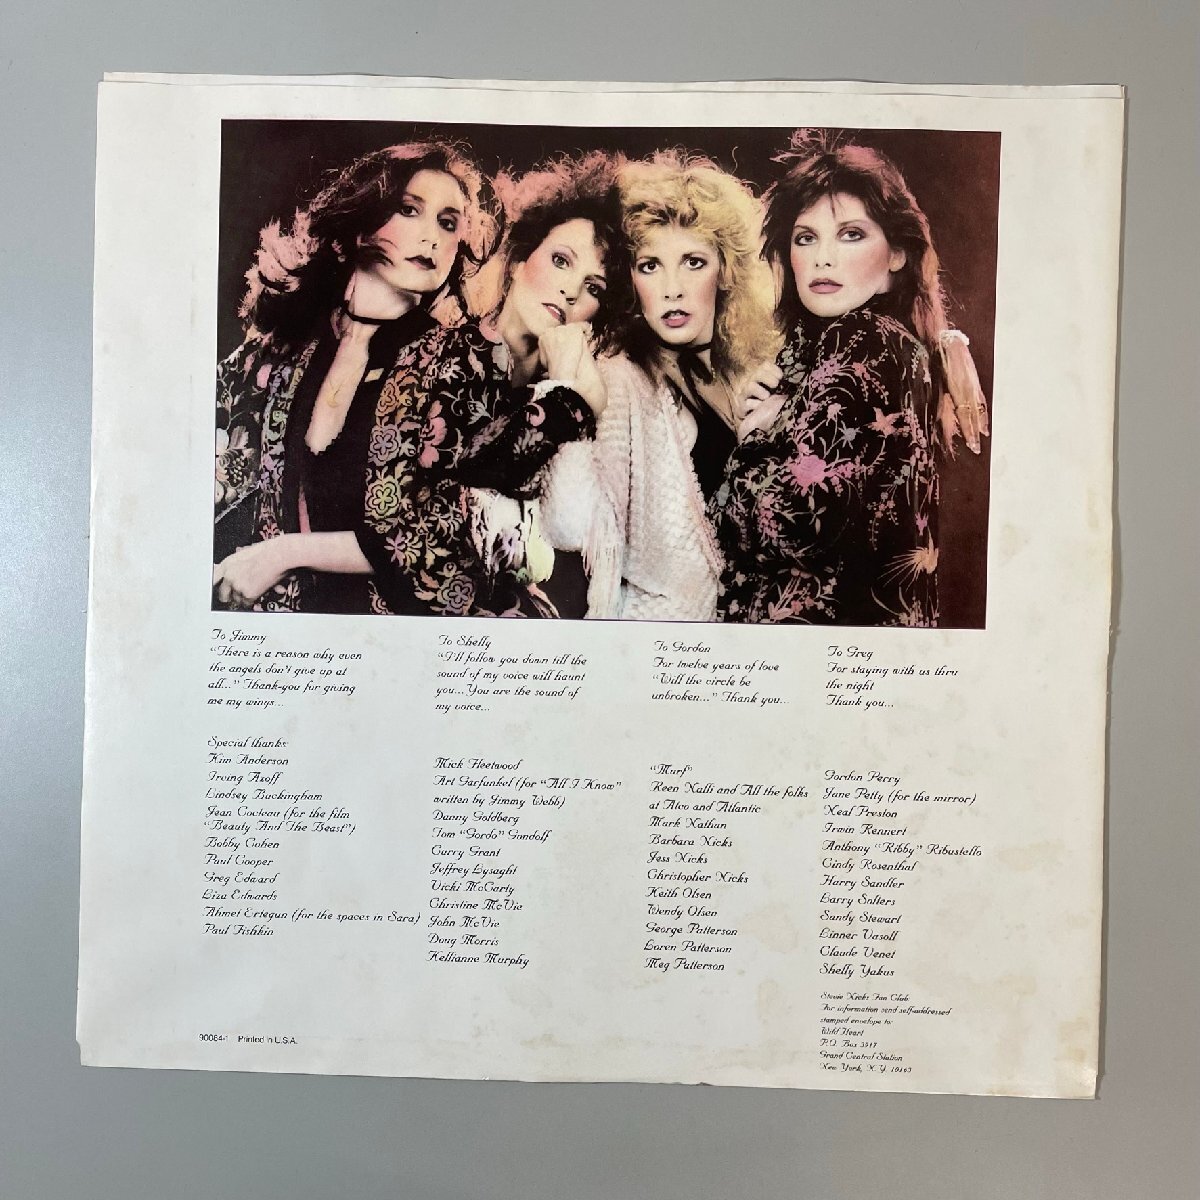 To Jimmy
"There is a reason why even
the angels don't give up at
all..." Thank-you for giving
me my wings...
To Shelly
"I'll follow you down till the
sound of my voice will haunt
you... You are the sound of
my voice...
To Gordon
For twelve years of love
"Will the circle be
unbroken..." Thank you...
To Greg
For staying with us thru
the night
Thank you...
Special thanks
Kim Anderson
Irving Azoff
Lindsey Buckingham
Jean Cocteau (for the film
"Beauty And The Beast")
Bobby Cohen
Paul Cooper
Greg Edward
Liza Edwards
Ahmet Ertegun (for the spaces in Sara)
Paul Fishkin
Mick Fleetwood
Art Garfunkel (for "All I Know"
written by Jimmy Webb)
Danny Goldberg
Tom "Gordo" Gondolf
Curry Grant
Jeffrey Lysaght
Vicki McCarty
Christine McVie
John McVie
Doug Morris
Kellianne Murphy
"Murf"
Keen Nalli and All the folks
at Alco and Atlantic
Mark Nathan
Barbara Nicks
Jess Nicks
Christopher Nicks
Keith Olsen
Wendy Olsen
George Patterson
Loren Patterson
Meg Patterson
Gordon Perry
Jane Petty (for the mirror)
Neal Preston
Irwin Rennert
Anthony "Ribby" Ribustello
Cindy Rosenthal
Harry Sandler
Larry Solters
Sandy Stewart
Linner Vasoll
Claude Venet
Shelly Yakus
Stevie Nicks Fan Club
For information send self-addressed
stamped envelope to:
Wild Heart
P.O. Box
Grand Central Station
New York, N.Y. 10163
90084-1 Printed in U.S.A.